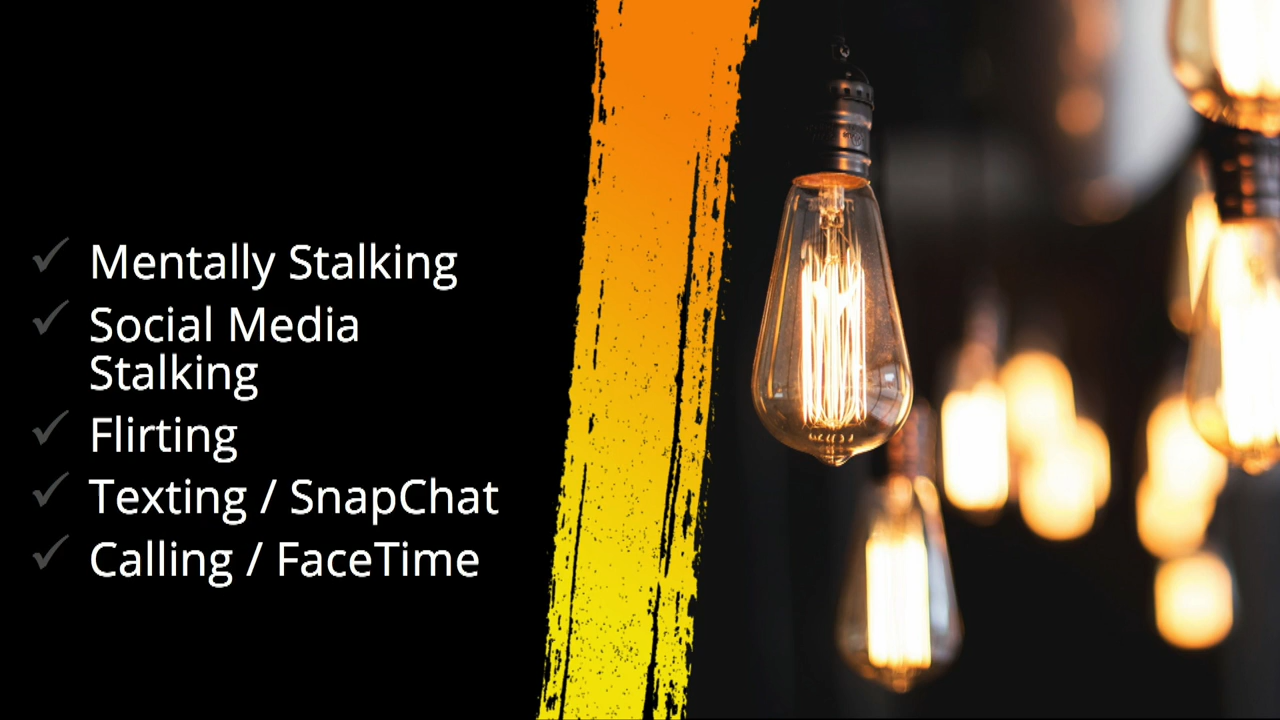 Mentally Stalking
Social Media
Stalking
Flirting
Texting / SnapChat
Calling / FaceTime